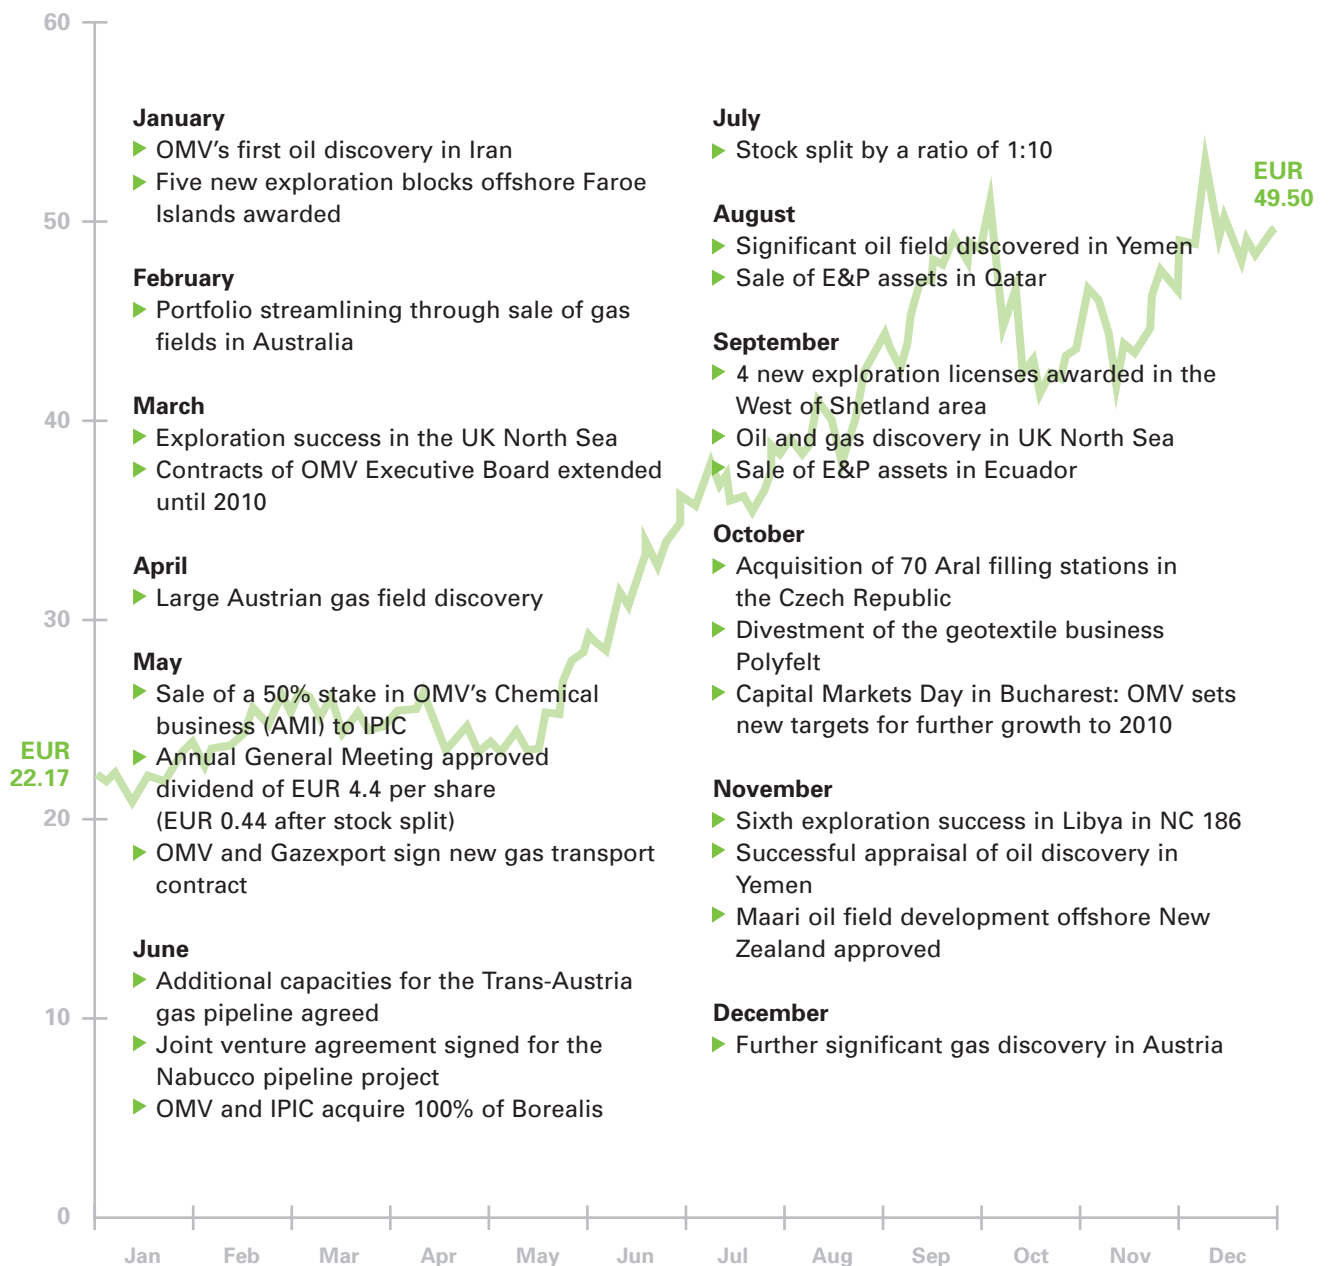 60
50
40
30
20
10
0
EUR
22.17
January
▶ OMV's first oil discovery in Iran
▶ Five new exploration blocks offshore Faroe
Islands awarded
February
▶ Portfolio streamlining through sale of gas
fields in Australia
March
▶ Exploration success in the UK North Sea
▶ Contracts of OMV Executive Board extended
until 2010
April
▶ Large Austrian gas field discovery
May
▶ Sale of a 50% stake in OMV's Chemical
business (AMI) to IPIC
▶ Annual General Meeting approved
dividend of EUR 4.4 per share
(EUR 0.44 after stock split)
▶ OMV and Gazexport sign new gas transport
contract
June
▶ Additional capacities for the Trans-Austria
gas pipeline agreed
▶ Joint venture agreement signed for the
Nabucco pipeline project
▶ OMV and IPIC acquire 100% of Borealis
July
▶ Stock split by a ratio of 1:10
August
▶ Significant oil field discovered in Yemen
▶ Sale of E&P assets in Qatar
September
▶ 4 new exploration licenses awarded in the
West of Shetland area
▶ Oil and gas discovery in UK North Sea
▶ Sale of E&P assets in Ecuador
October
▶ Acquisition of 70 Aral filling stations in
the Czech Republic
▶ Divestment of the geotextile business
Polyfelt
▶ Capital Markets Day in Bucharest: OMV sets
new targets for further growth to 2010
November
▶ Sixth exploration success in Libya in NC 186
▶ Successful appraisal of oil discovery in
Yemen
▶ Maari oil field development offshore New
Zealand approved
December
▶ Further significant gas discovery in Austria
EUR
49.50
Jan Feb Mar Apr May Jun Jul Aug Sep Oct Nov Dec